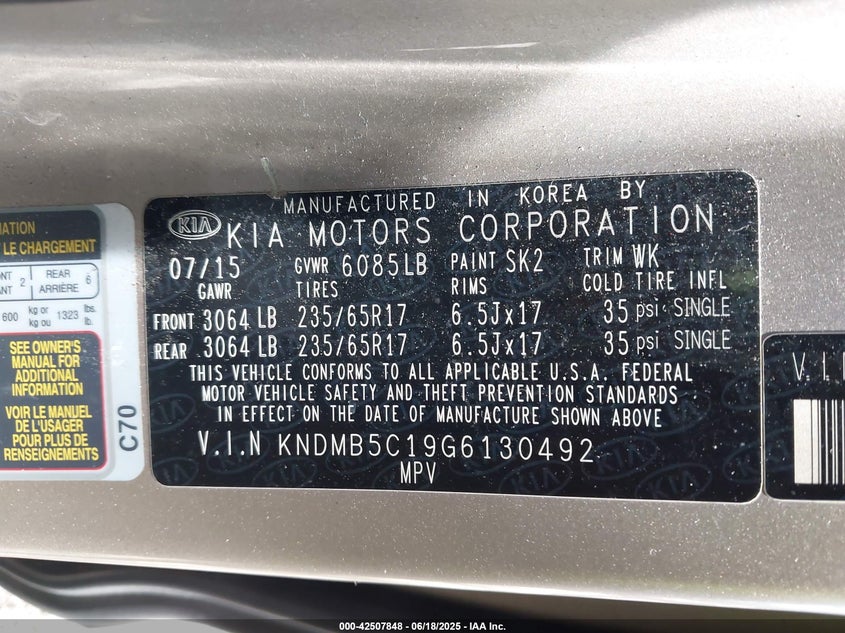 MATION
LE CHARGEMENT
2
REAR
ARRIÈRE
6
600 kg or kg ou 1323 lbs. lb.
SEE OWNER'S
MANUAL FOR
ADDITIONAL
INFORMATION
VOIR LE MANUEL
DE L'USAGER
POUR PLUS DE
RENSEIGNEMENTS
C70
MANUFACTURED IN KOREA BY
KIA KIA MOTORS CORPORATION
07/15 GVWR 6085LB PAINT SK2 TRIM WK
GAWR TIRES RIMS COLD TIRE INFL
FRONT 3064 LB 235/65R17 6.5Jx17 35 psi SINGLE
REAR 3064 LB 235/65R17 6.5Jx17 35 psi SINGLE
THIS VEHICLE CONFORMS TO ALL APPLICABLE U.S.A. FEDERAL
MOTOR VEHICLE SAFETY AND THEFT PREVENTION STANDARDS
IN EFFECT ON THE DATE OF MANUFACTURE SHOWN ABOVE
V.I.N KNDMB5C19G6130492
MPV
V.I.
000-42507848 - 06/18/2025 - IAA Inc.